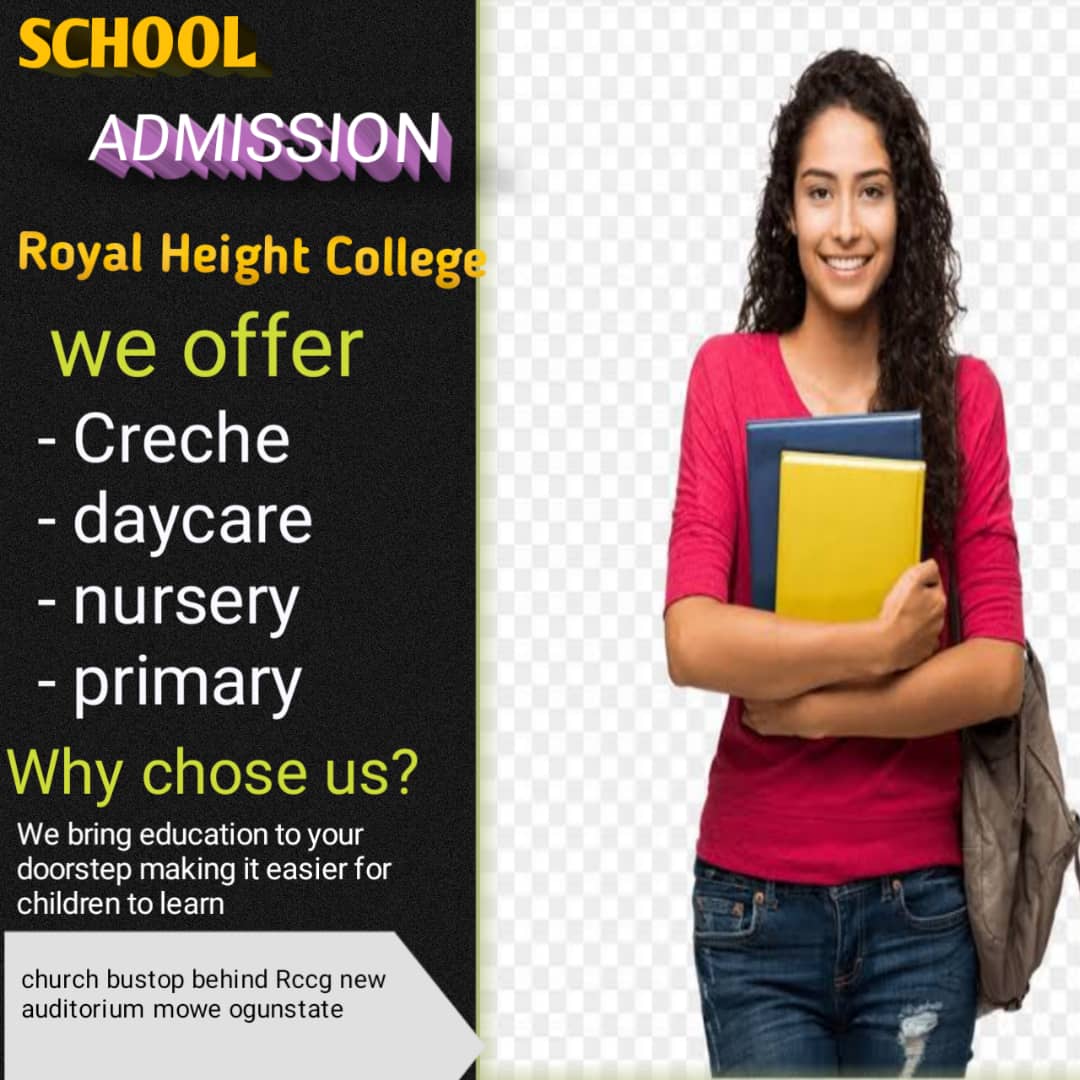 SCHOOL
ADMISSION
Royal Height College
we offer
- Creche
- daycare
- nursery
- primary
Why chose us?
We bring education to your
doorstep making it easier for
children to learn
church bustop behind Rccg new
auditorium mowe ogunstate